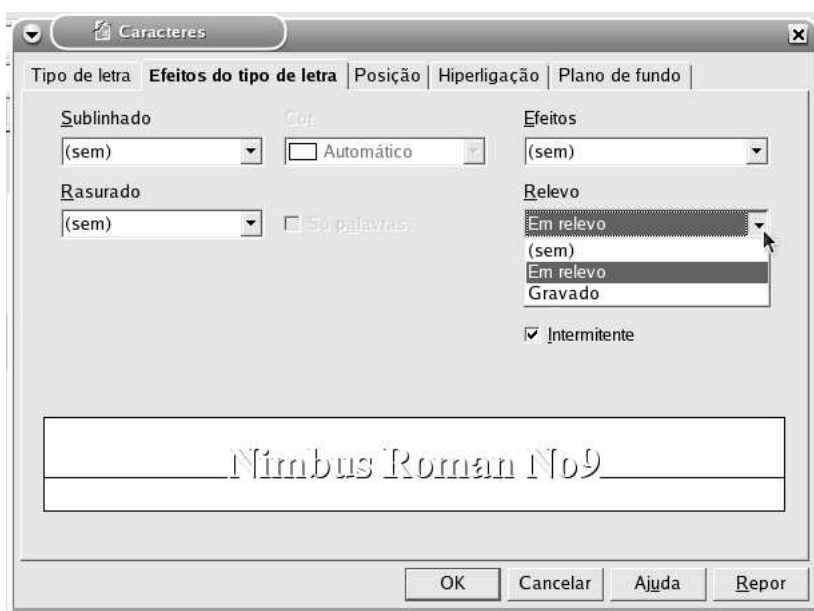 Caracteres
Tipo de letra Efeitos do tipo de letra Posição Hiperligação Plano de fundo
Sublinhado Cor Efeitos
(sem) Automático (sem)
Rasurado Relevo
(sem) Só palavras Em relevo
(sem)
Em relevo
Gravado
Intermitente
Nimbus Roman No9
OK Cancelar Ajuda Repor